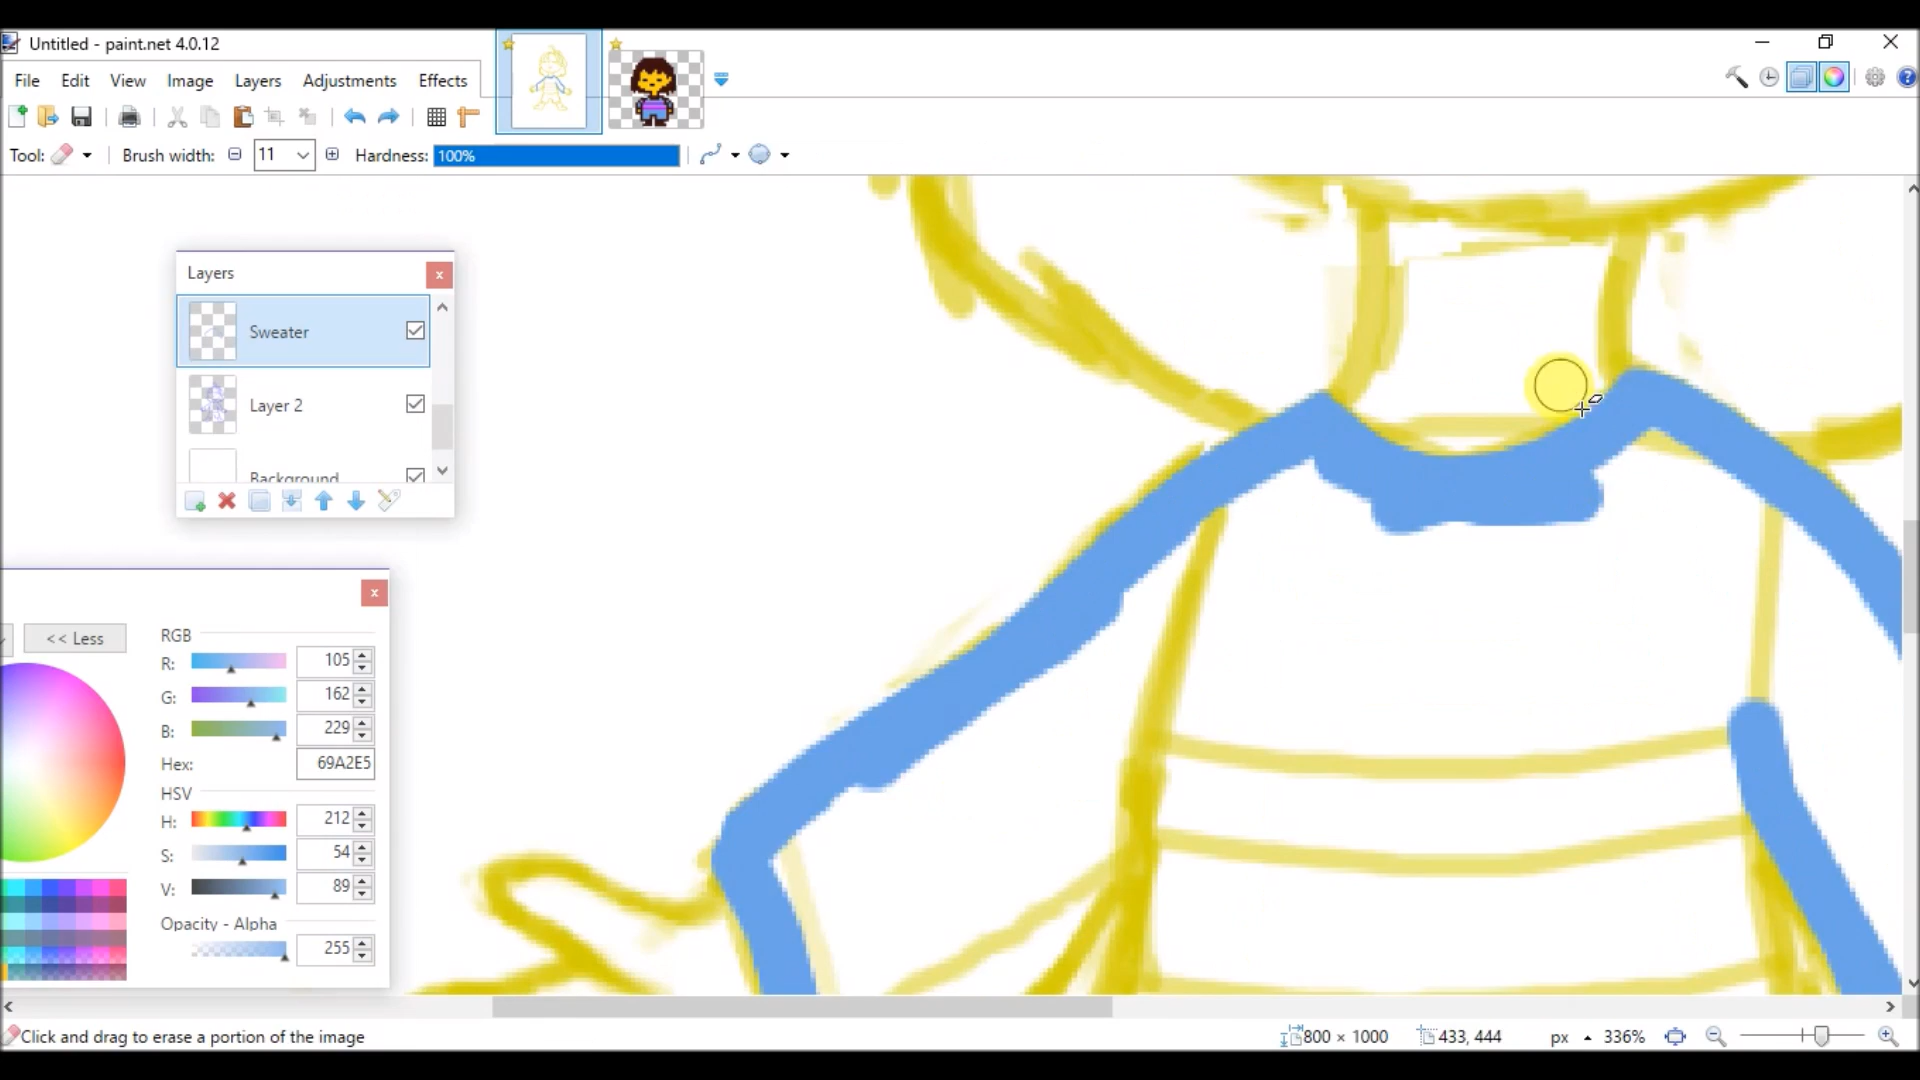 Untitled - paint.net 4.0.12
File Edit View Image Layers Adjustments Effects
Tool: Brush width: 11 Hardness: 100%
Layers
Sweater
Layer 2
Background
<< Less
RGB
R: 105
G: 162
B: 229
Hex: 69A2E5
HSV
H: 212
S: 54
V: 89
Opacity - Alpha
255
Click and drag to erase a portion of the image 800 × 1000 433, 444 px 336%